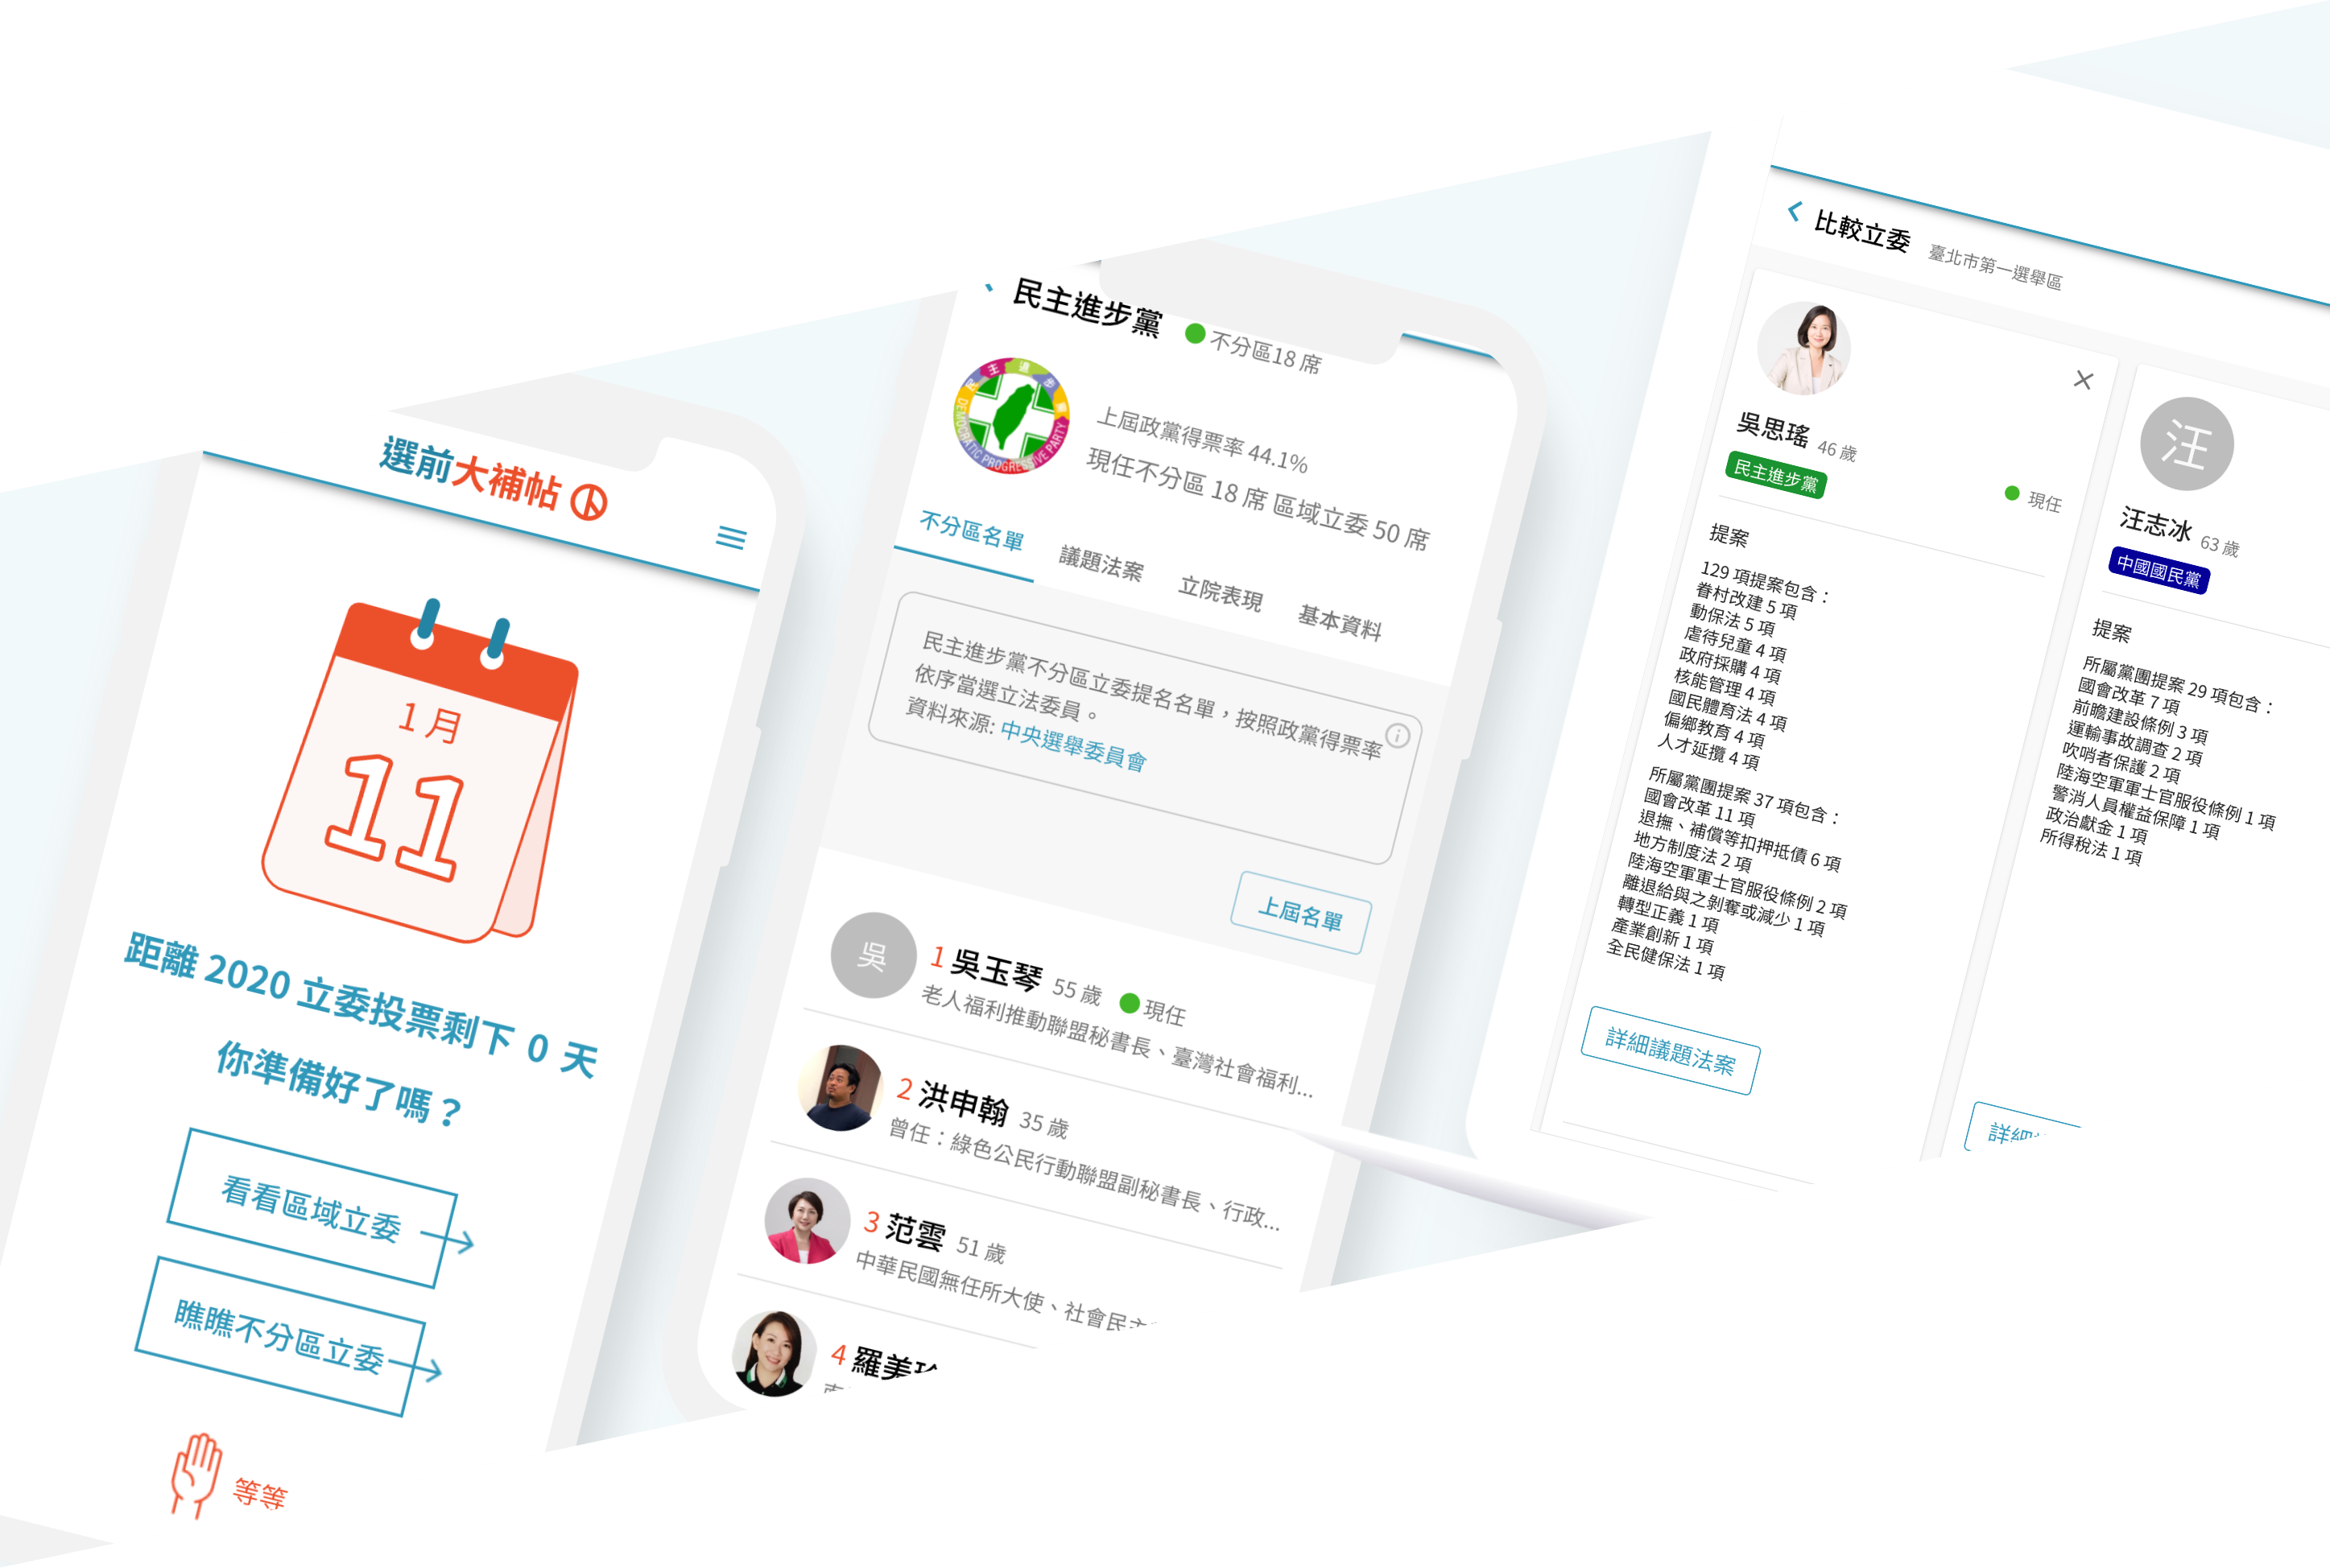 選前大補帖
1 月
11
距離 2020 立委投票剩下 0 天
你準備好了嗎？
看看區域立委
瞧瞧不分區立委
等等
民主進步黨 不分區18 席
DEMOCRATIC PROGRESSIVE PARTY
上屆政黨得票率 44.1%
現任不分區 18 席 區域立委 50 席
不分區名單 議題法案 立院表現 基本資料
民主進步黨不分區立委提名名單，按照政黨得票率
依序當選立法委員。
資料來源: 中央選舉委員會
上屆名單
吳
1 吳玉琴 55 歲 現任
老人福利推動聯盟秘書長、臺灣社會福利...
2 洪申翰 35 歲
曾任：綠色公民行動聯盟副秘書長、行政...
3 范雲 51 歲
中華民國無任所大使、社會民
4 羅美
比較立委 臺北市第一選舉區
吳思瑤 46 歲
民主進步黨
現任
提案
129 項提案包含：
眷村改建 5 項
動保法 5 項
虐待兒童 4 項
政府採購 4 項
核能管理 4 項
國民體育法 4 項
偏鄉教育 4 項
人才延攬 4 項
所屬黨團提案 37 項包含：
國會改革 11 項
退撫、補償等扣押抵債 6 項
地方制度法 2 項
陸海空軍軍士官服役條例 2 項
離退給與之剝奪或減少 1 項
轉型正義 1 項
產業創新 1 項
全民健保法 1 項
詳細議題法案
汪
汪志冰 63 歲
中國國民黨
提案
所屬黨團提案 29 項包含：
國會改革 7 項
前瞻建設條例 3 項
運輸事故調查 2 項
吹哨者保護 2 項
陸海空軍軍士官服役條例 1 項
警消人員權益保障 1 項
政治獻金 1 項
所得稅法 1 項
詳細